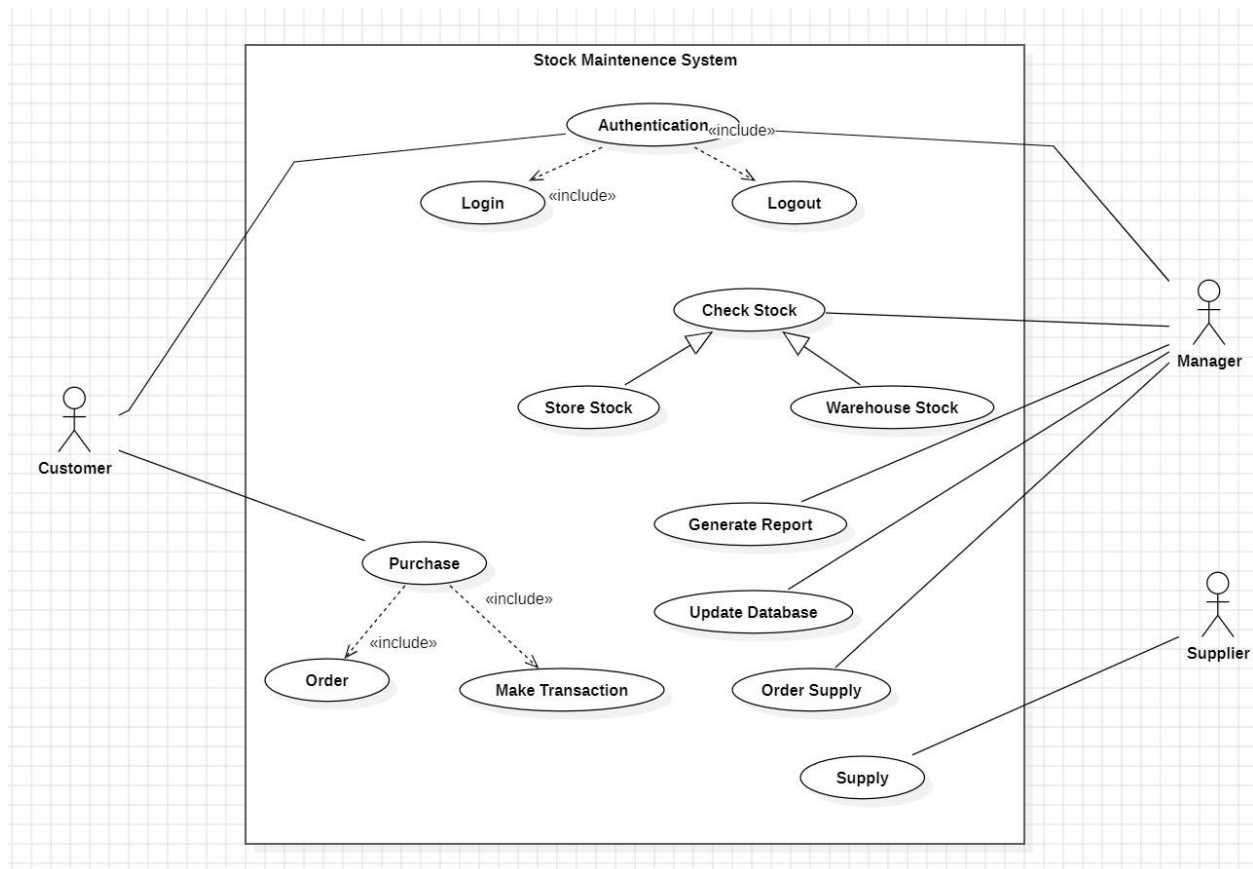 Stock Maintenence System
Authentication
«include»
Login
«include»
Logout
Check Stock
Manager
Store Stock
Warehouse Stock
Customer
Generate Report
Purchase
«include»
Update Database
«include»
Supplier
Order
Make Transaction
Order Supply
Supply